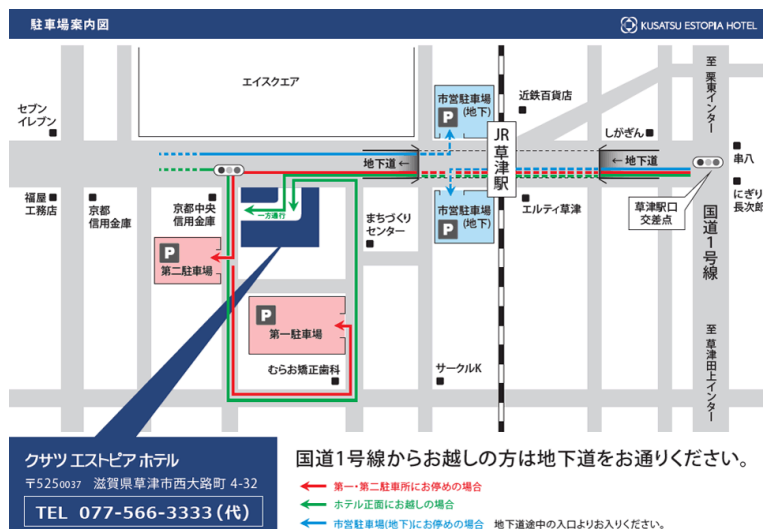 駐車場案内図
KUSATSU ESTOPIA HOTEL
エイスクエア
セブン
イレブン
市営駐車場
P
(地下)
近鉄百貨店
至 栗東インター
しがぎん
JR草津駅
地下道 ←
← 地下道
串八
福屋
工務店
京都
信用金庫
京都中央
信用金庫
一方通行
まちづくり
センター
市営駐車場
(地下)
P
エルティ草津
草津駅口
交差点
国道1号線
にぎり
長次郎
P
第二駐車場
P
第一駐車場
むらお矯正歯科
サークルK
至 草津田上インター
クサツ エストピア ホテル
〒5250037 滋賀県草津市西大路町 4-32
TEL 077-566-3333(代)
国道1号線からお越しの方は地下道をお通りください。
第一・第二駐車所にお停めの場合
ホテル正面にお越しの場合
市営駐車場(地下)にお停めの場合 地下道途中の入口よりお入りください。